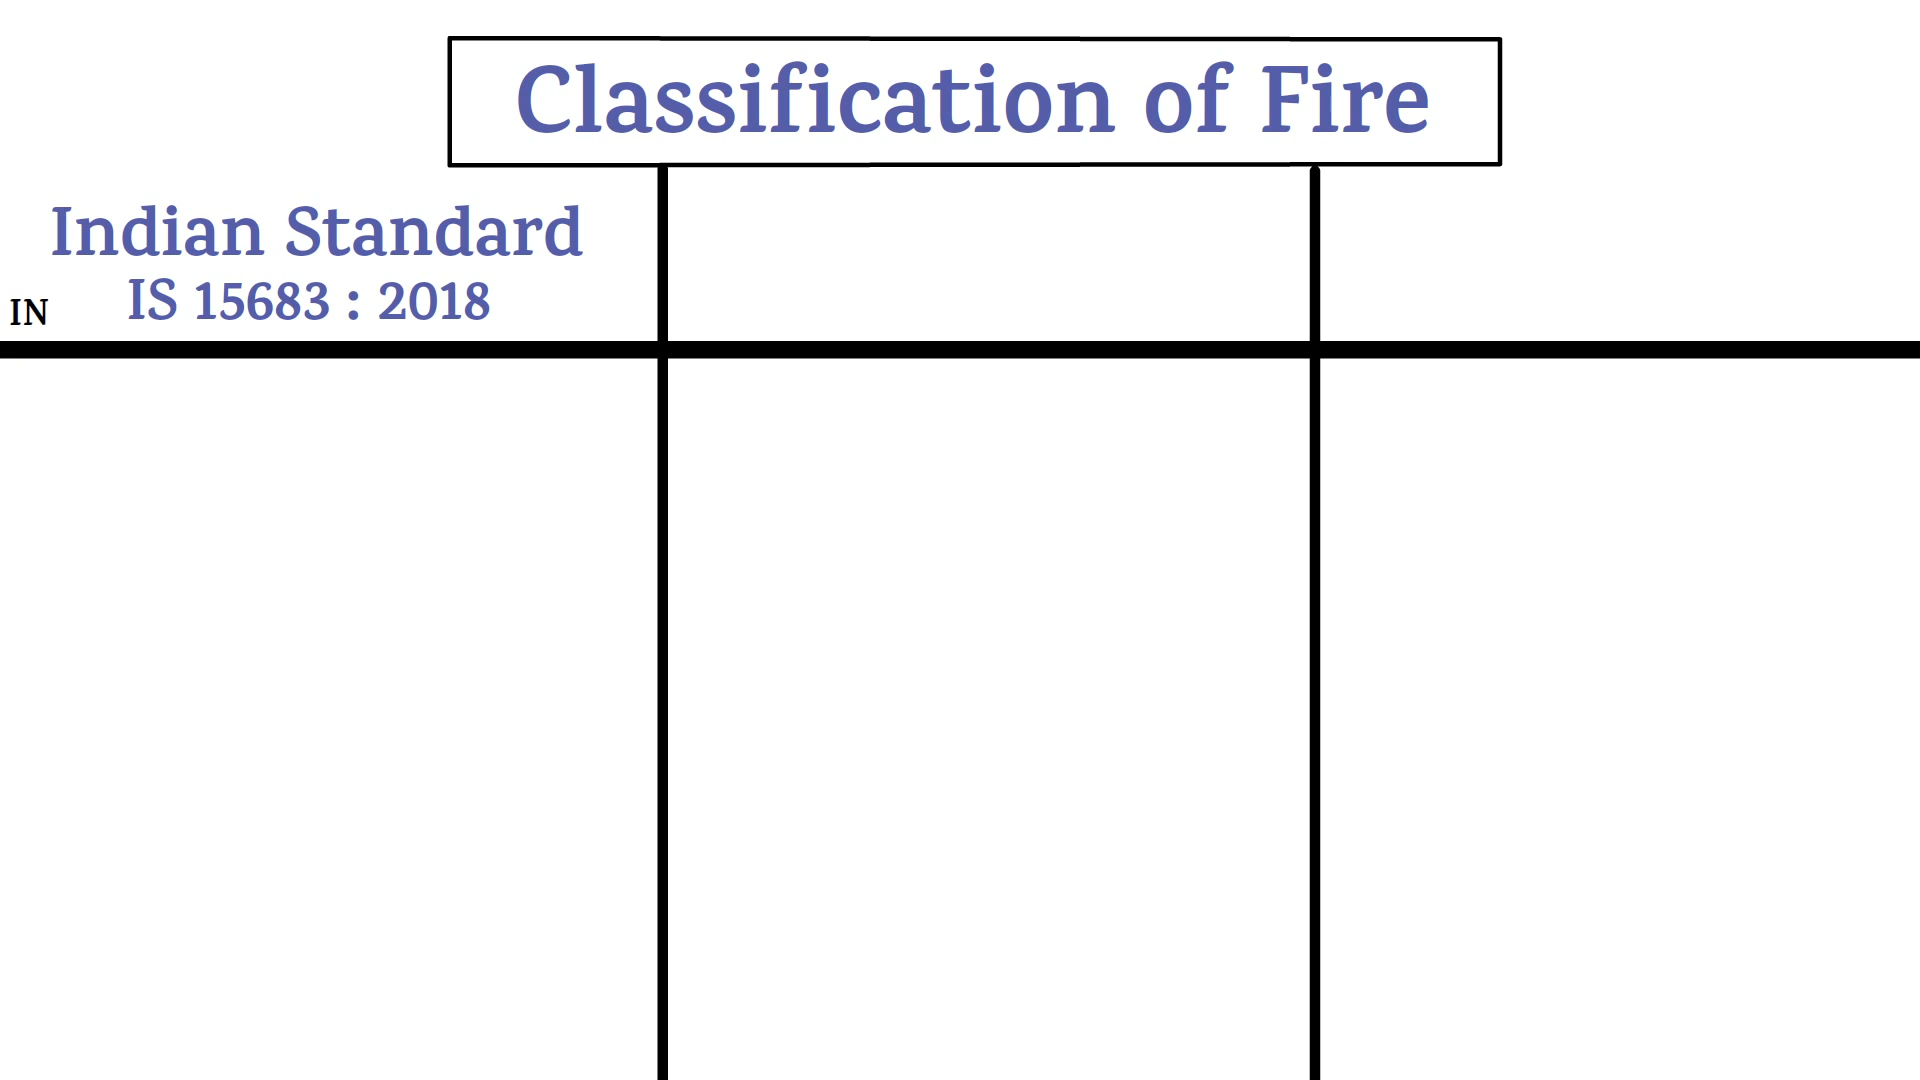 Classification of Fire
Indian Standard
IS 15683 : 2018
IN